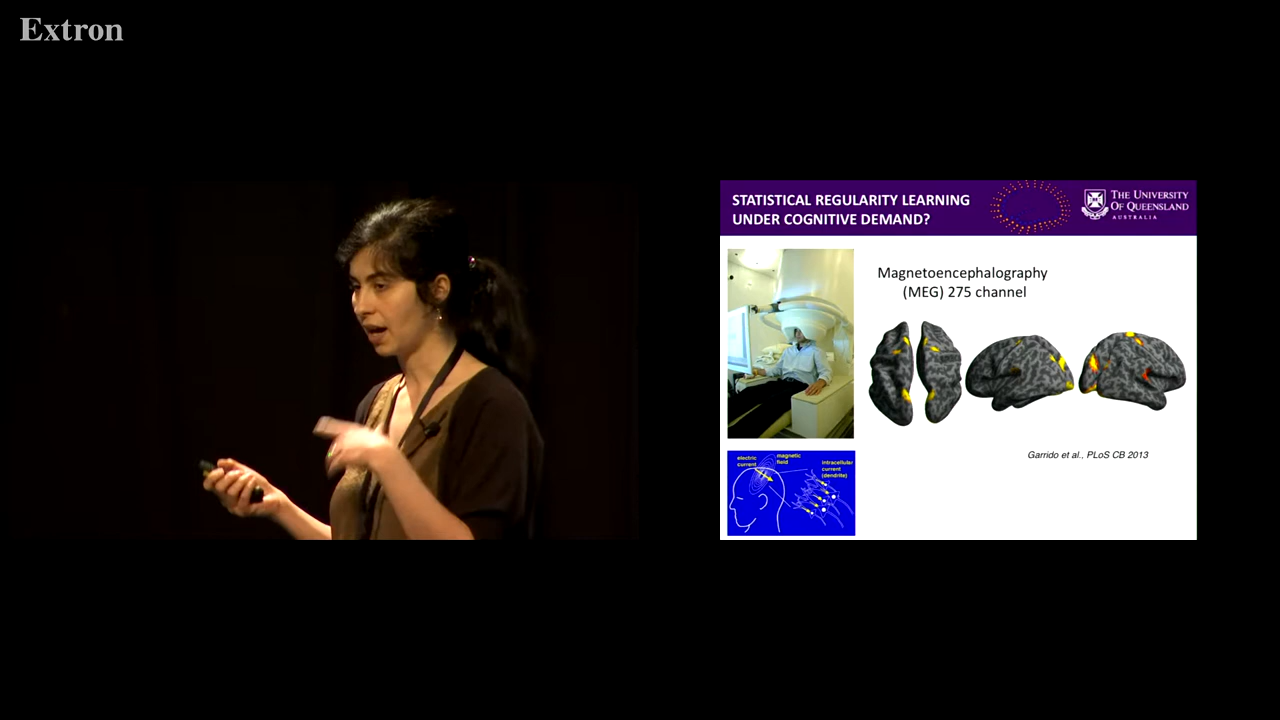 Extron
STATISTICAL REGULARITY LEARNING
UNDER COGNITIVE DEMAND?
THE UNIVERSITY
OF QUEENSLAND
AUSTRALIA
Magnetoencephalography
(MEG) 275 channel
electric
current
magnetic
field
intracellular
current
(dendrite)
Garrido et al., PLoS CB 2013